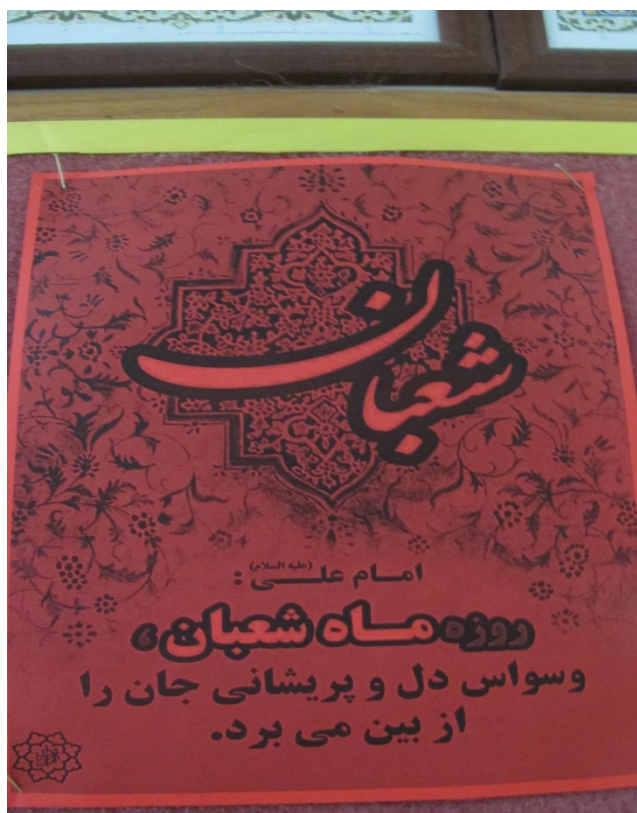 شعبان
امام علی (علیه السلام) :
روزه ماه شعبان،
وسواس دل و پریشانی جان را
از بین می برد.